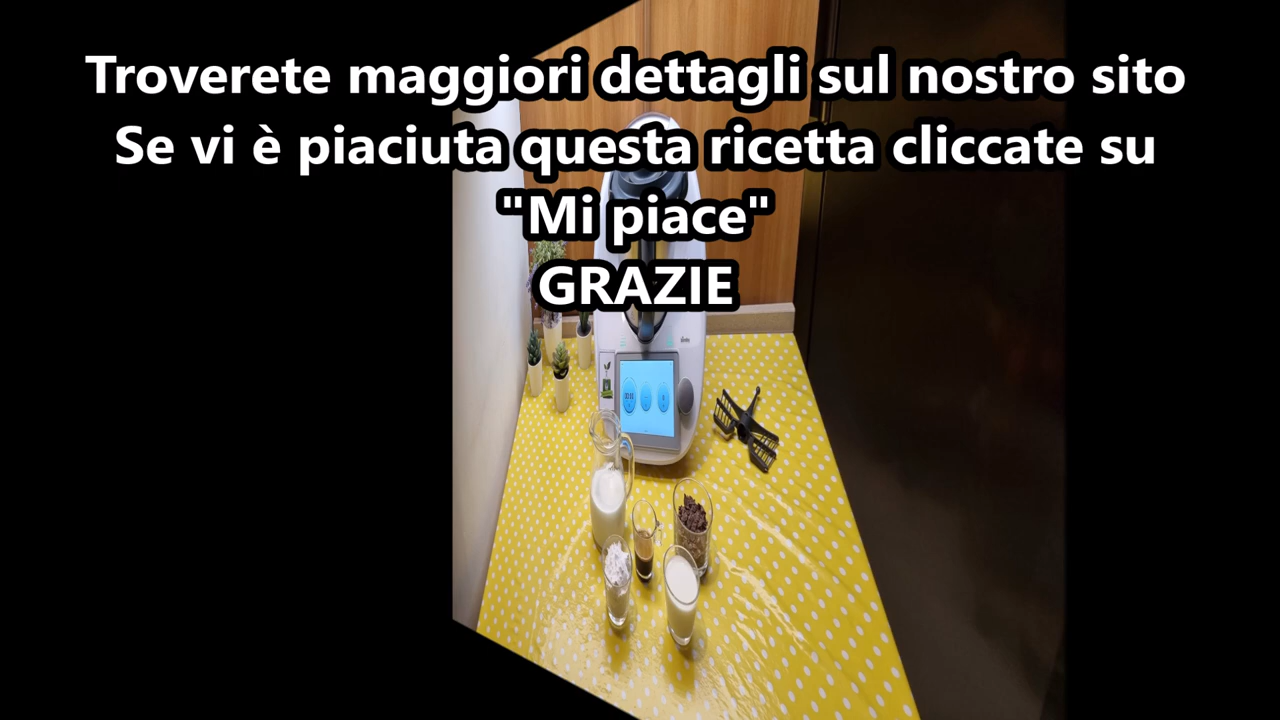 Troverete maggiori dettagli sul nostro sito
Se vi è piaciuta questa ricetta cliccate su
"Mi piace"
GRAZIE